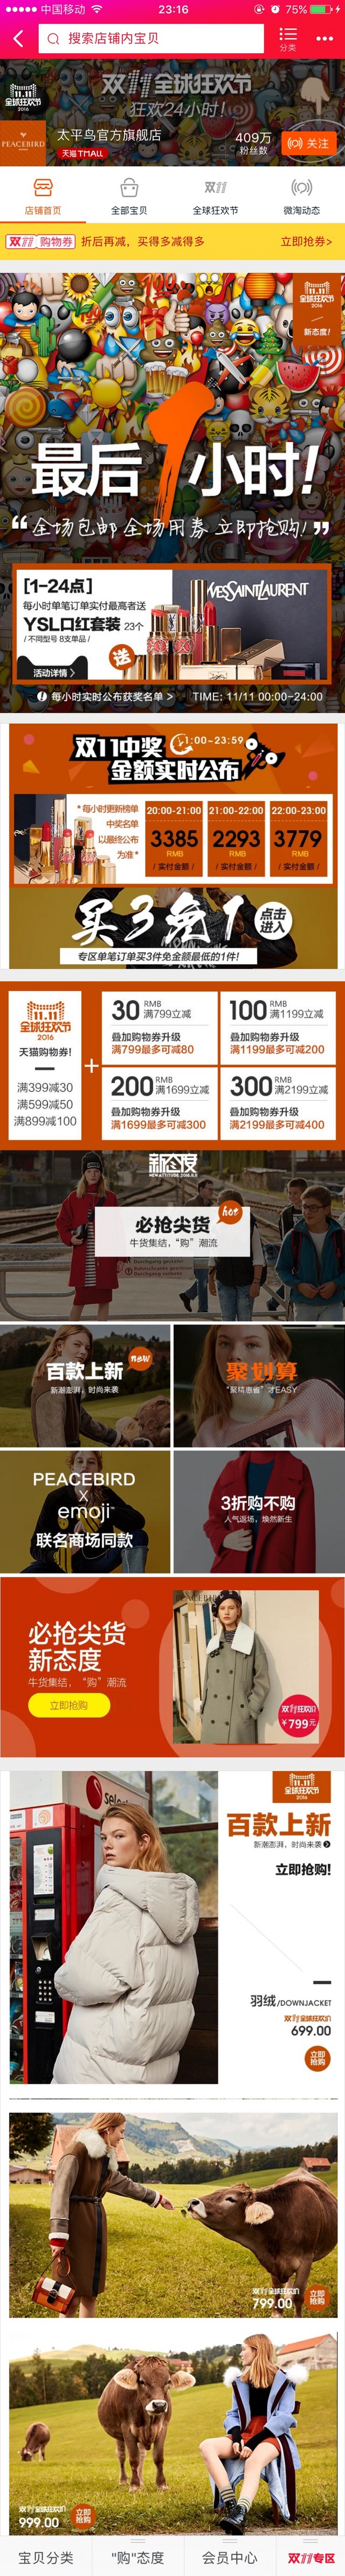 中国移动 23:16 75%
搜索店铺内宝贝
分类
11.11
全球狂欢节
双11全球狂欢节
狂欢24小时!
PEACEBIRD
太平鸟官方旗舰店
天猫TMALL
409万
粉丝数
关注
店铺首页 全部宝贝 全球狂欢节 微淘动态
双11 购物券 折后再减，买得多减得多 立即抢券>
11.11
全球狂欢节
2016
新态度!
最后1小时!
“全场包邮 全场用券 立即抢购!”
[1-24点]
每小时单笔订单实付最高者送
YSL口红套装 23个
/ 不同型号 8支单品 /
送
YVESSAINTLAURENT
活动详情 >
每小时实时公布获奖名单 > TIME: 11/11 00:00-24:00
双11中奖 1:00~23:59
金额实时公布
*每小时更新榜单
中奖名单
以最终公布
为准*
20:00-21:00 21:00-22:00 22:00-23:00
3385 2293 3779
RMB RMB RMB
/ 实付金额 / / 实付金额 / / 实付金额 /
买3免1
点击
进入
专区单笔订单买3件免金额最低的1件!
11.11
全球狂欢节
2016
天猫购物券!
满399减30
满599减50
满899减100
+
30 RMB 满799立减
叠加购物券升级
满799最多可减80
100 RMB 满1199立减
叠加购物券升级
满1199最多可减200
200 RMB 满1699立减
叠加购物券升级
满1699最多可减300
300 RMB 满2199立减
叠加购物券升级
满2199最多可减400
新态度
必抢尖货
hot
牛货集结，“购”潮流
百款上新
new
新潮澎湃，时尚来袭
聚划算
“聚精惠省”才EASY
PEACEBIRD
X
emoji
联名商场同款
3折购不购
人气返场，焕然新生
必抢尖货
新态度
牛货集结，“购”潮流
立即抢购
双11狂欢价
￥799元
11.11
全球狂欢节
2016
百款上新
新潮澎湃，时尚来袭
立即抢购!
羽绒/DOWNJACKET
双11全球狂欢价
699.00
立即
抢购
双11全球狂欢价
799.00
立即
抢购
双11全球狂欢价
999.00
立即
抢购
宝贝分类 "购"态度 会员中心 双11专区